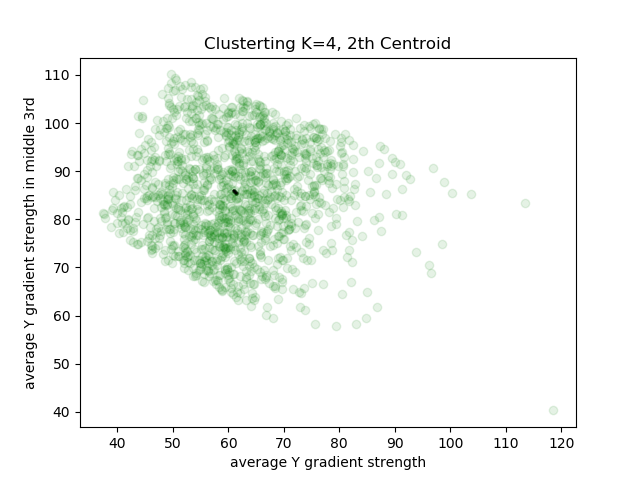 Clusterting K=4, 2th Centroid
average Y gradient strength in middle 3rd
110
100
90
80
70
60
50
40
40 50 60 70 80 90 100 110 120
average Y gradient strength